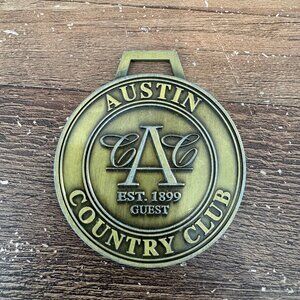 AUSTIN
CAC
EST. 1899
GUEST
COUNTRY CLUB